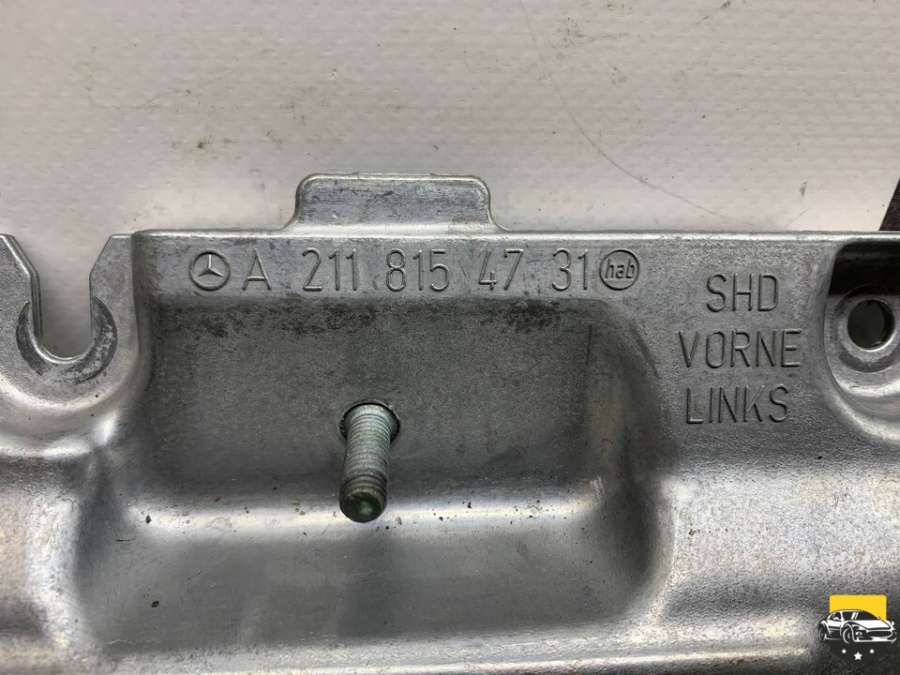 A 211 815 47 31 hab
SHD
VORNE
LINKS